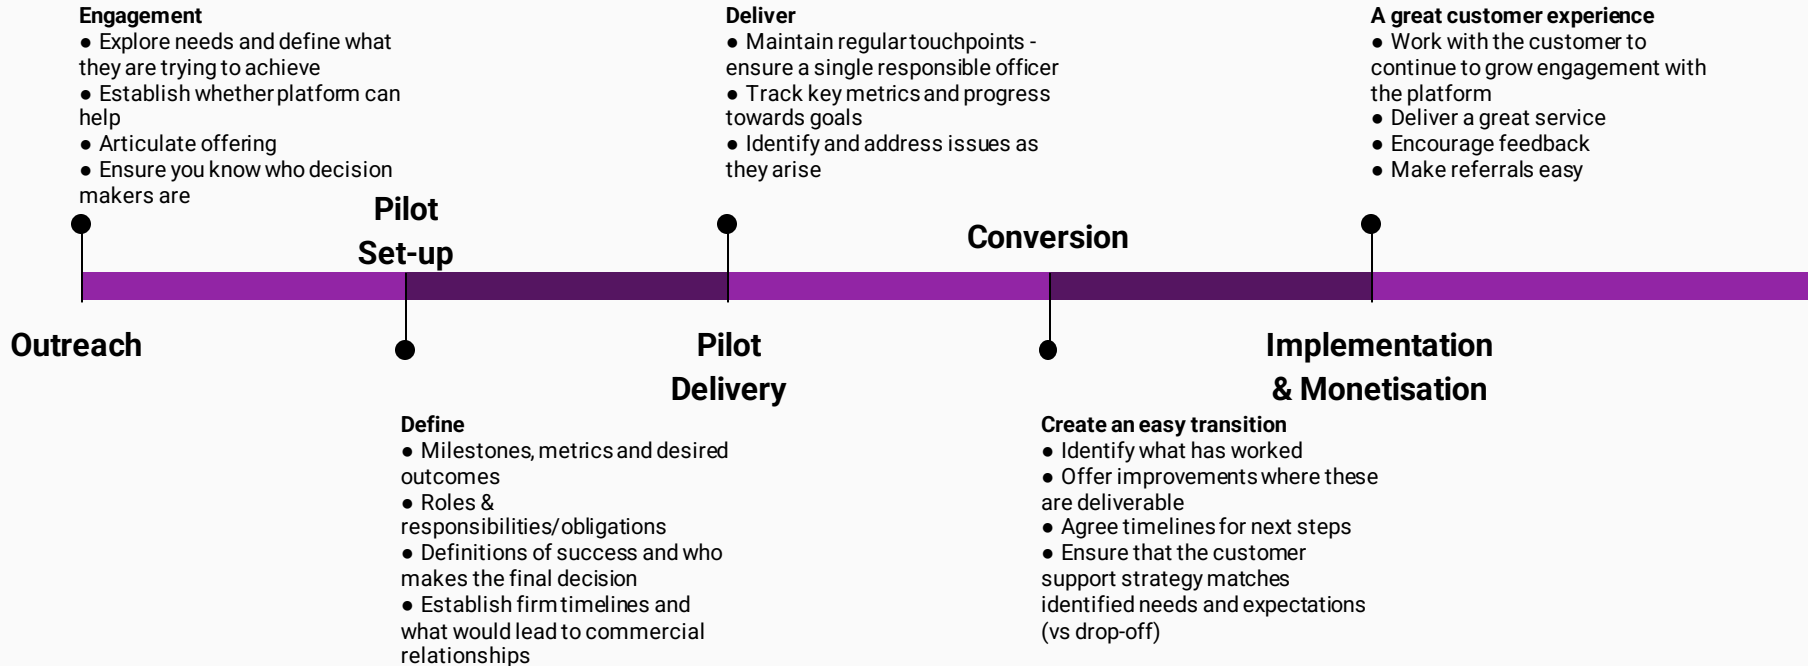 Engagement
● Explore needs and define what
they are trying to achieve
● Establish whether platform can
help
● Articulate offering
● Ensure you know who decision
makers are
Deliver
● Maintain regular touchpoints -
ensure a single responsible officer
● Track key metrics and progress
towards goals
● Identify and address issues as
they arise
A great customer experience
● Work with the customer to
continue to grow engagement with
the platform
● Deliver a great service
● Encourage feedback
● Make referrals easy
Pilot
Set-up
Conversion
Outreach
Pilot
Delivery
Implementation
& Monetisation
Define
● Milestones, metrics and desired
outcomes
● Roles &
responsibilities/obligations
● Definitions of success and who
makes the final decision
● Establish firm timelines and
what would lead to commercial
relationships
Create an easy transition
● Identify what has worked
● Offer improvements where these
are deliverable
● Agree timelines for next steps
● Ensure that the customer
support strategy matches
identified needs and expectations
(vs drop-off)